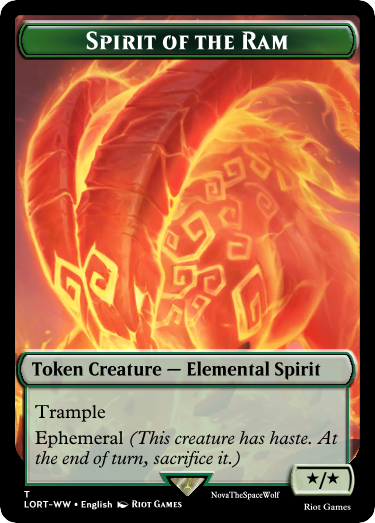 SPIRIT OF THE RAM
Token Creature — Elemental Spirit
Trample
Ephemeral (This creature has haste. At
the end of turn, sacrifice it.)
★/★
T
LORT-WW • English RIOT GAMES
NovaTheSpaceWolf
Riot Games